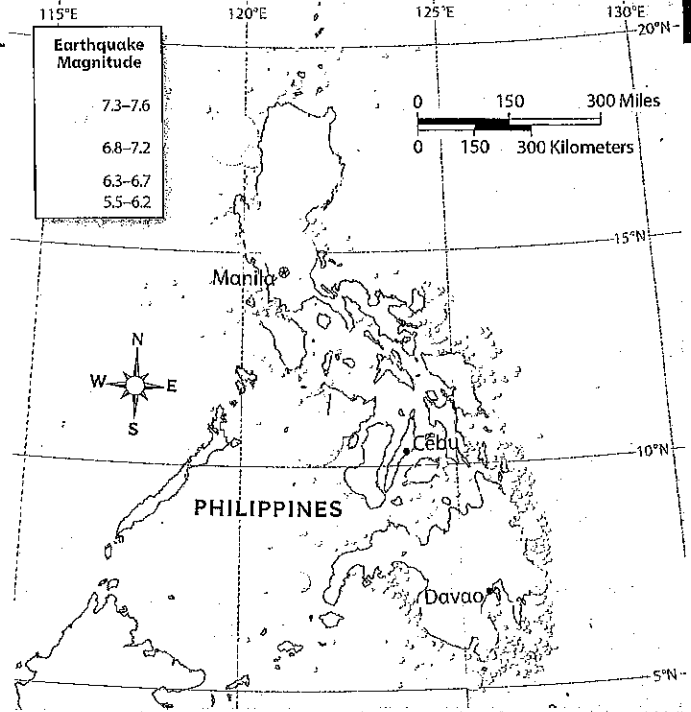 115°E
120°E
125°E
130°E
20°N
Earthquake
Magnitude
7.3–7.6
6.8–7.2
6.3–6.7
5.5–6.2
0 150 300 Miles
0 150 300 Kilometers
15°N
Manila
N
W E
S
Cebu
10°N
PHILIPPINES
Davao
5°N